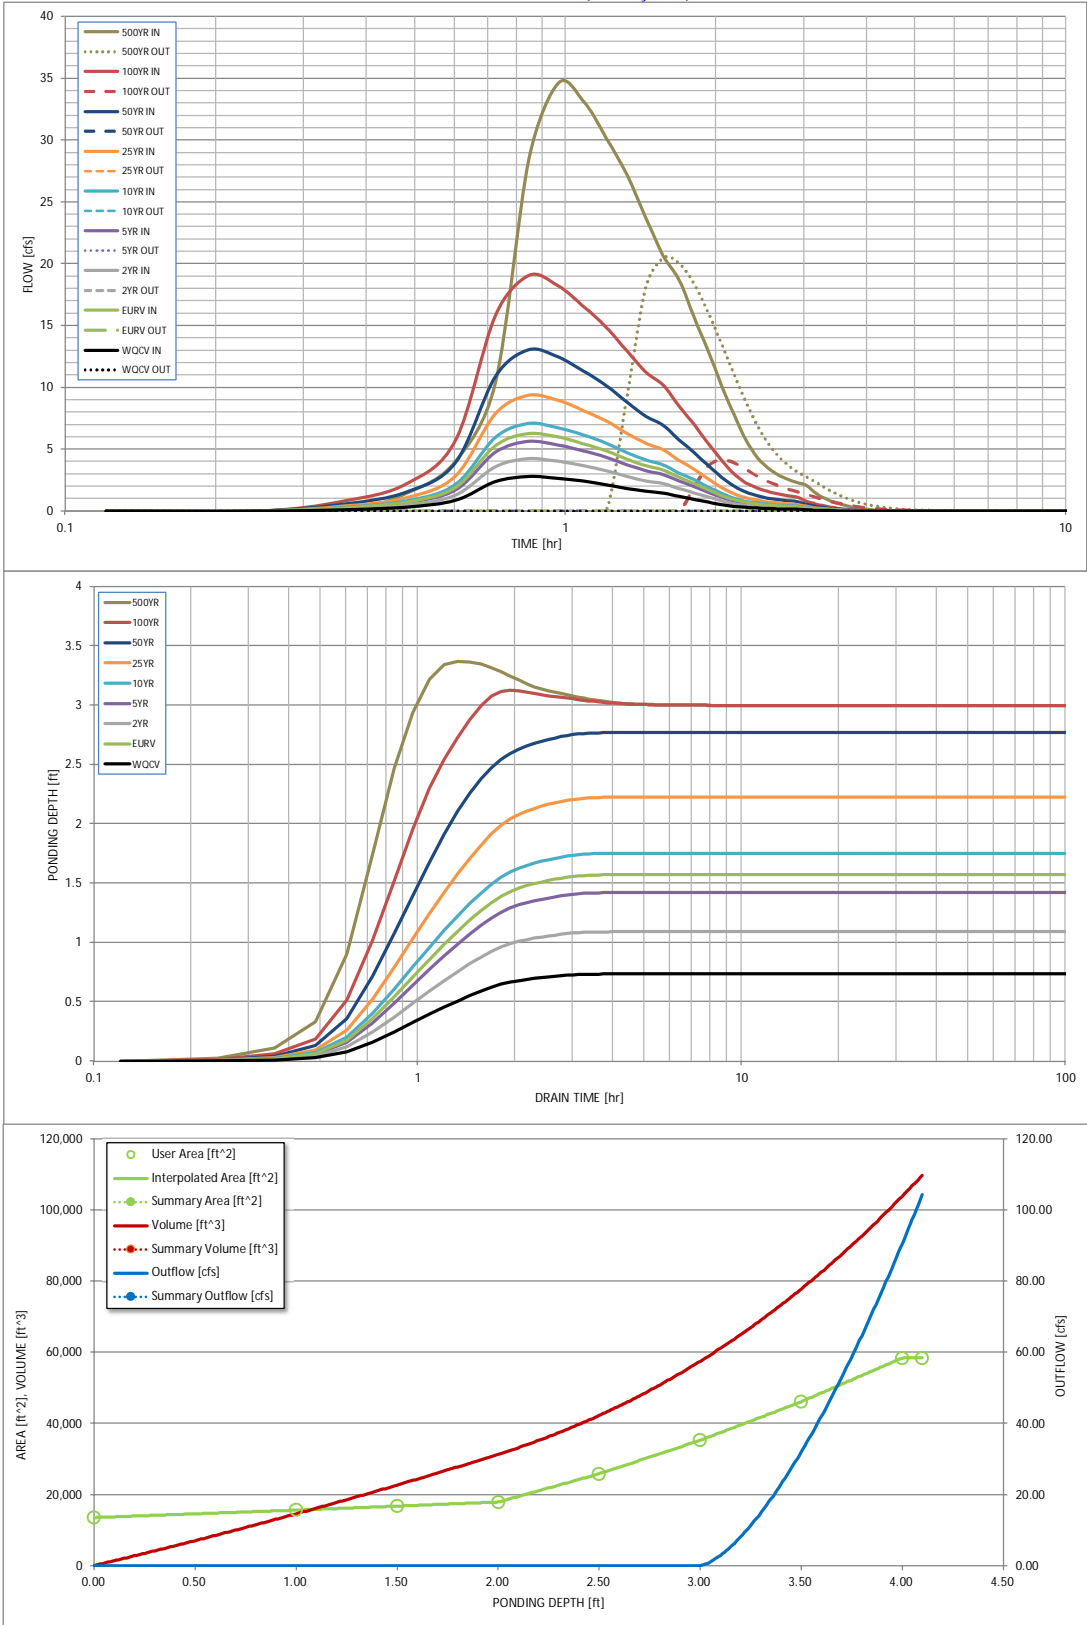 40
35
30
25
20
15
10
5
0
FLOW [cfs]
500YR IN
500YR OUT
100YR IN
100YR OUT
50YR IN
50YR OUT
25YR IN
25YR OUT
10YR IN
10YR OUT
5YR IN
5YR OUT
2YR IN
2YR OUT
EURV IN
EURV OUT
WQCV IN
WQCV OUT
0.1 1 10
TIME [hr]
4
3.5
3
2.5
2
1.5
1
0.5
0
PONDING DEPTH [ft]
500YR
100YR
50YR
25YR
10YR
5YR
2YR
EURV
WQCV
0.1 1 10 100
DRAIN TIME [hr]
120,000
100,000
80,000
60,000
40,000
20,000
0
AREA [ft^2], VOLUME [ft^3]
User Area [ft^2]
Interpolated Area [ft^2]
Summary Area [ft^2]
Volume [ft^3]
Summary Volume [ft^3]
Outflow [cfs]
Summary Outflow [cfs]
120.00
100.00
80.00
60.00
40.00
20.00
0.00
OUTFLOW [cfs]
0.00 0.50 1.00 1.50 2.00 2.50 3.00 3.50 4.00 4.50
PONDING DEPTH [ft]